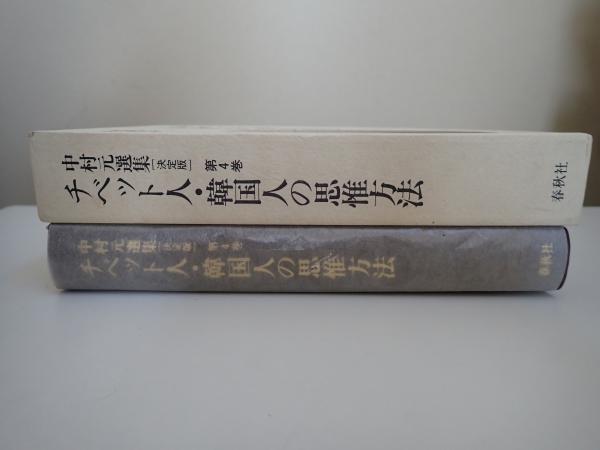 中村元選集[決定版]第4巻
チベット人・韓国人の思惟方法
春秋社
中村元選集[決定版]第4巻
チベット人・韓国人の思惟方法
春秋社